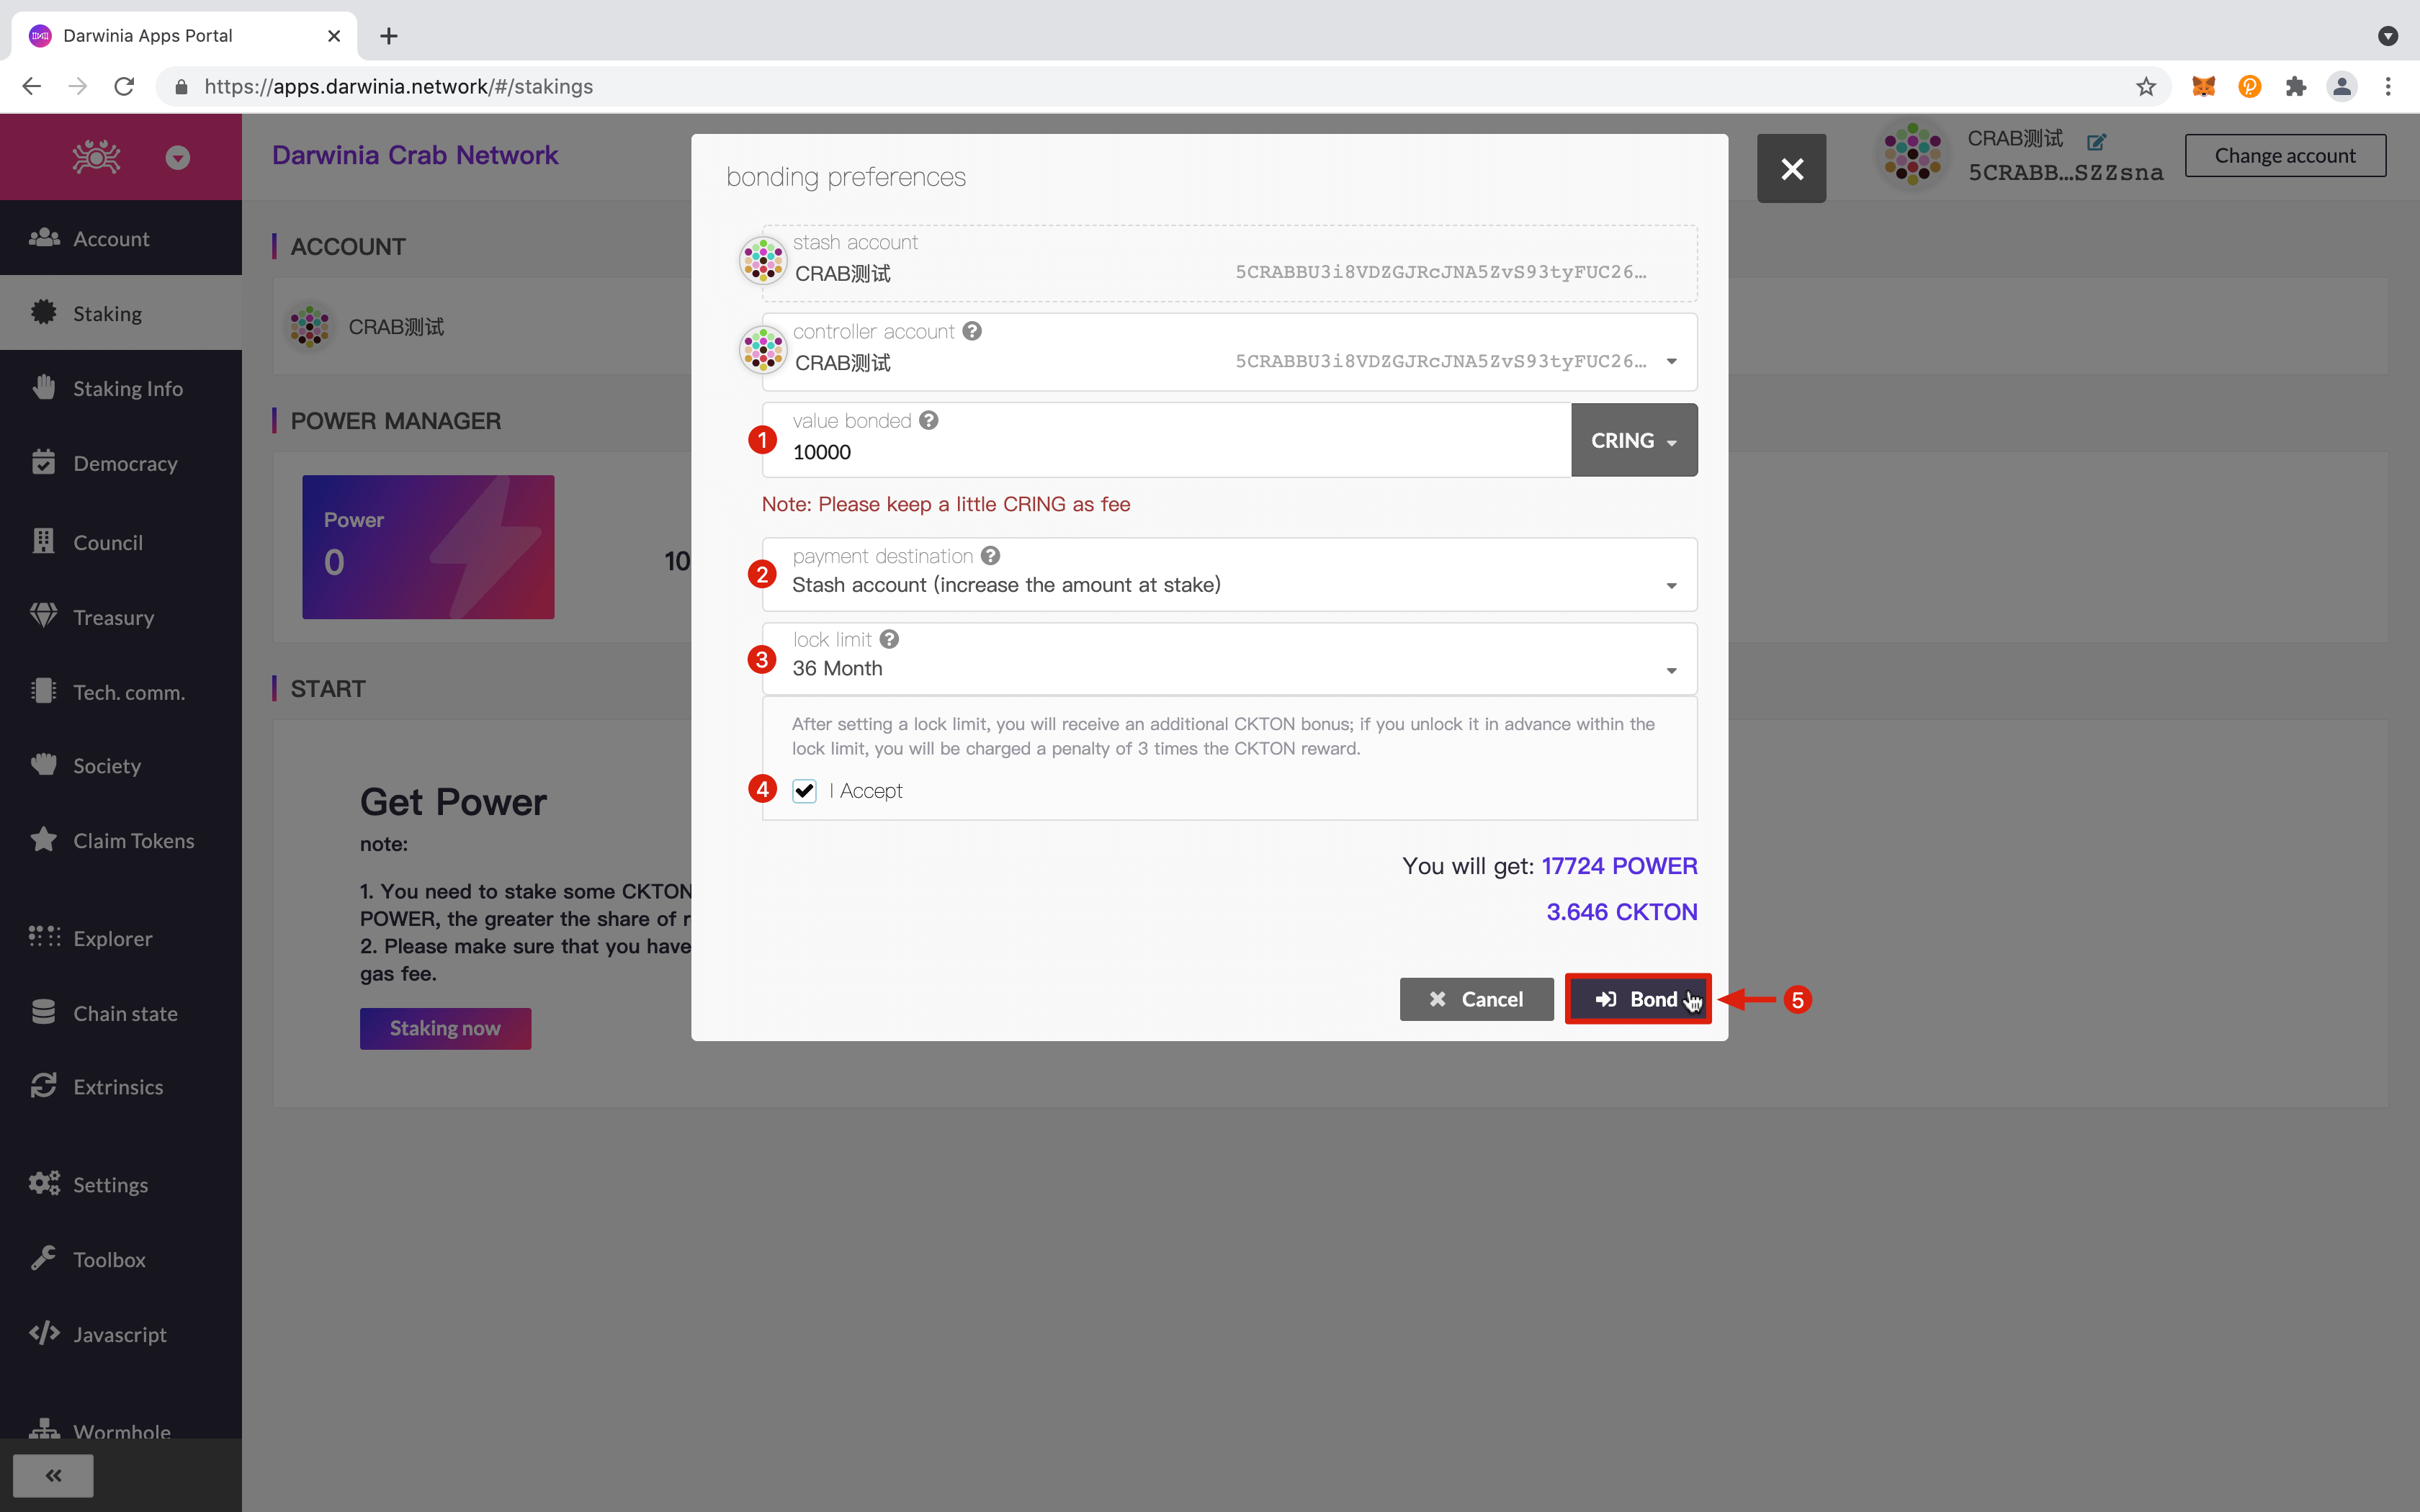 Darwinia Apps Portal
https://apps.darwinia.network/#/stakings
Darwinia Crab Network
CRAB测试
5CRABB…SZZsna
Change account
Account
Staking
Staking Info
Democracy
Council
Treasury
Tech. comm.
Society
Claim Tokens
Explorer
Chain state
Extrinsics
Settings
Toolbox
Javascript
Wormhole
ACCOUNT
CRAB测试
POWER MANAGER
Power
0
10
START
Get Power
note:
1. You need to stake some CKTON
POWER, the greater the share of r
2. Please make sure that you have
gas fee.
Staking now
bonding preferences
stash account
CRAB测试
5CRABBU3i8VDZGJRcJNA5ZvS93tyFUC26…
controller account
CRAB测试
5CRABBU3i8VDZGJRcJNA5ZvS93tyFUC26…
1
value bonded
10000
CRING
Note: Please keep a little CRING as fee
2
payment destination
Stash account (increase the amount at stake)
3
lock limit
36 Month
After setting a lock limit, you will receive an additional CKTON bonus; if you unlock it in advance within the
lock limit, you will be charged a penalty of 3 times the CKTON reward.
4
I Accept
You will get: 17724 POWER
3.646 CKTON
Cancel
Bond
5